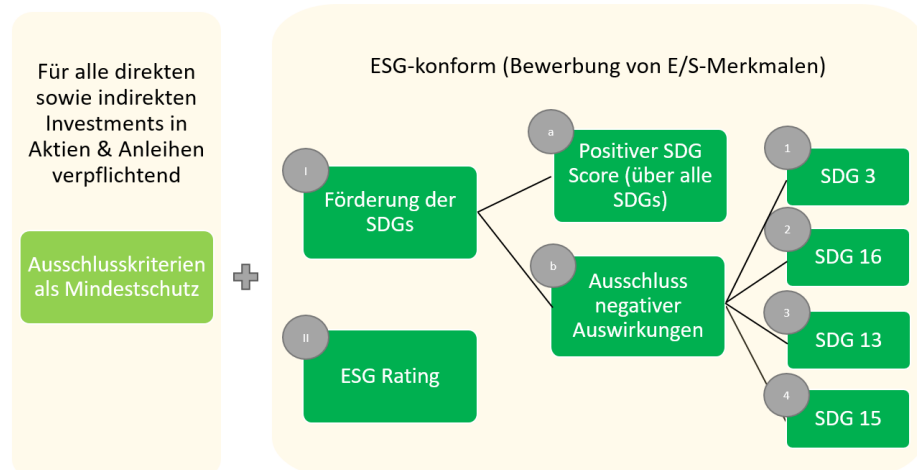 Für alle direkten
sowie indirekten
Investments in
Aktien & Anleihen
verpflichtend
Ausschlusskriterien
als Mindestschutz
ESG-konform (Bewerbung von E/S-Merkmalen)
I
Förderung der
SDGs
II
ESG Rating
a
Positiver SDG
Score (über alle
SDGs)
b
Ausschluss
negativer
Auswirkungen
1
SDG 3
2
SDG 16
3
SDG 13
4
SDG 15